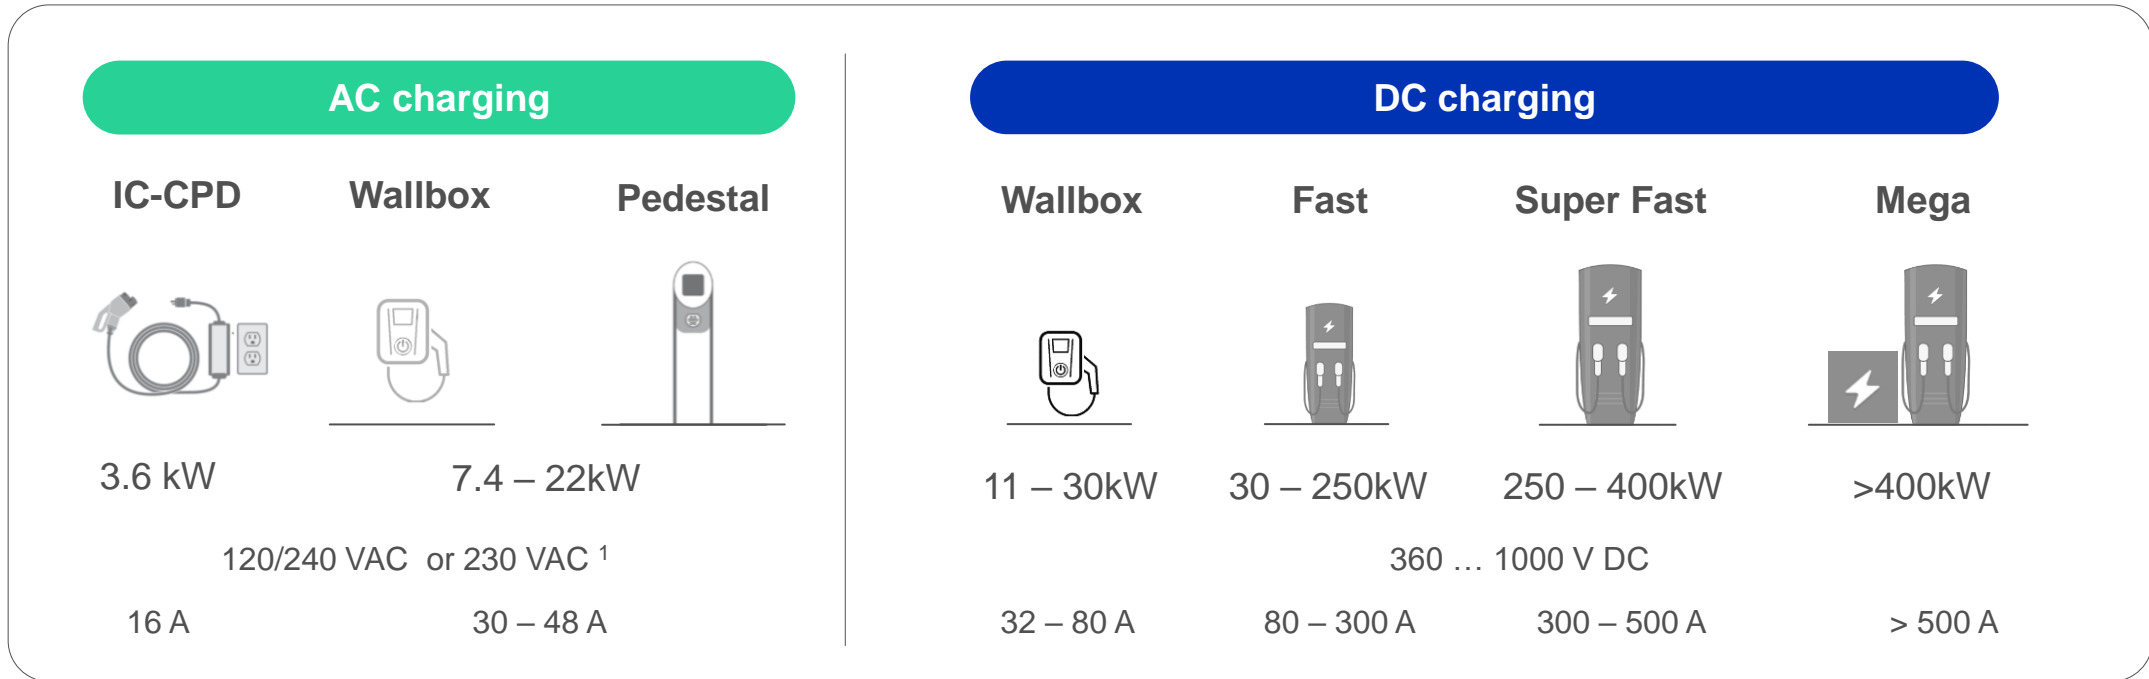 AC charging
IC-CPD Wallbox Pedestal
3.6 kW 7.4 – 22kW
120/240 VAC or 230 VAC ¹
16 A 30 – 48 A
DC charging
Wallbox Fast Super Fast Mega
11 – 30kW 30 – 250kW 250 – 400kW >400kW
360 … 1000 V DC
32 – 80 A 80 – 300 A 300 – 500 A > 500 A